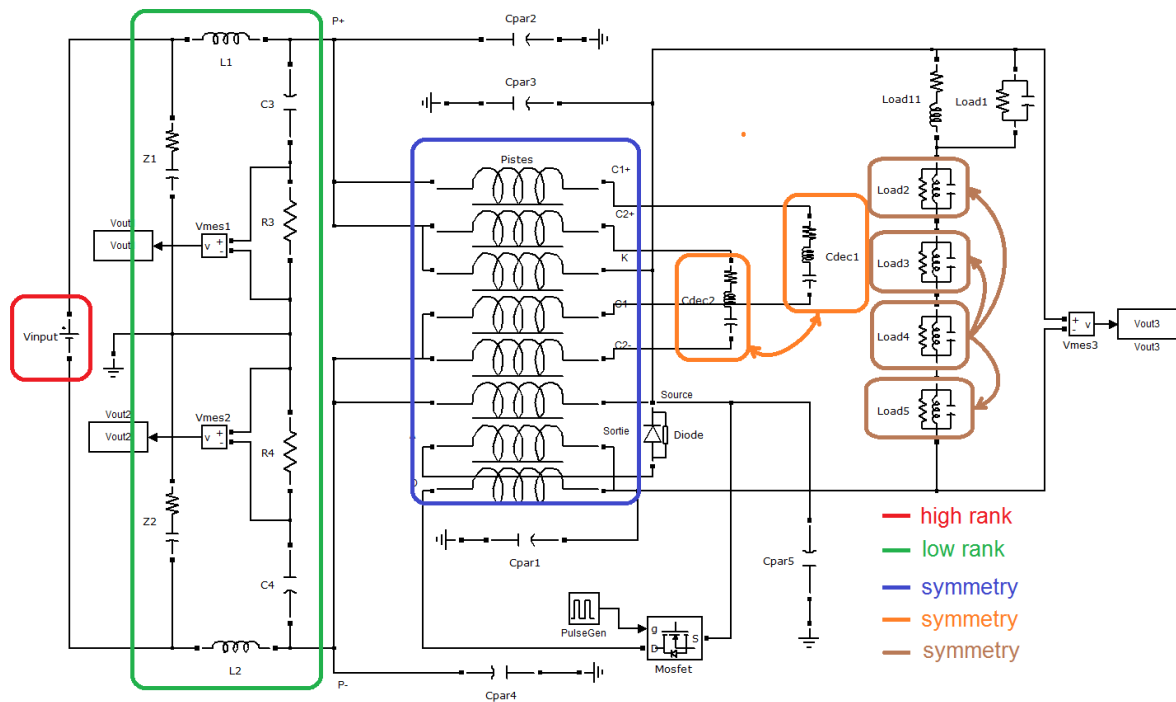 P+
Cpar2
L1
Cpar3
C3
Load11
Load1
Z1
Pistes
C1+
Load2
Vout
Vout
Vmes1
v
+
-
R3
C2+
K
Cdec1
Load3
Vinput
+
Cdec2
C1
Load4
+
-
v
Vmes3
Vout3
Vout3
C2-
Vout2
Vout2
Vmes2
v
+
-
Source
Load5
R4
Sortie
Diode
Z2
high rank
low rank
Cpar1
Cpar5
C4
symmetry
PulseGen
g
D
S
Mosfet
symmetry
symmetry
L2
P-
Cpar4